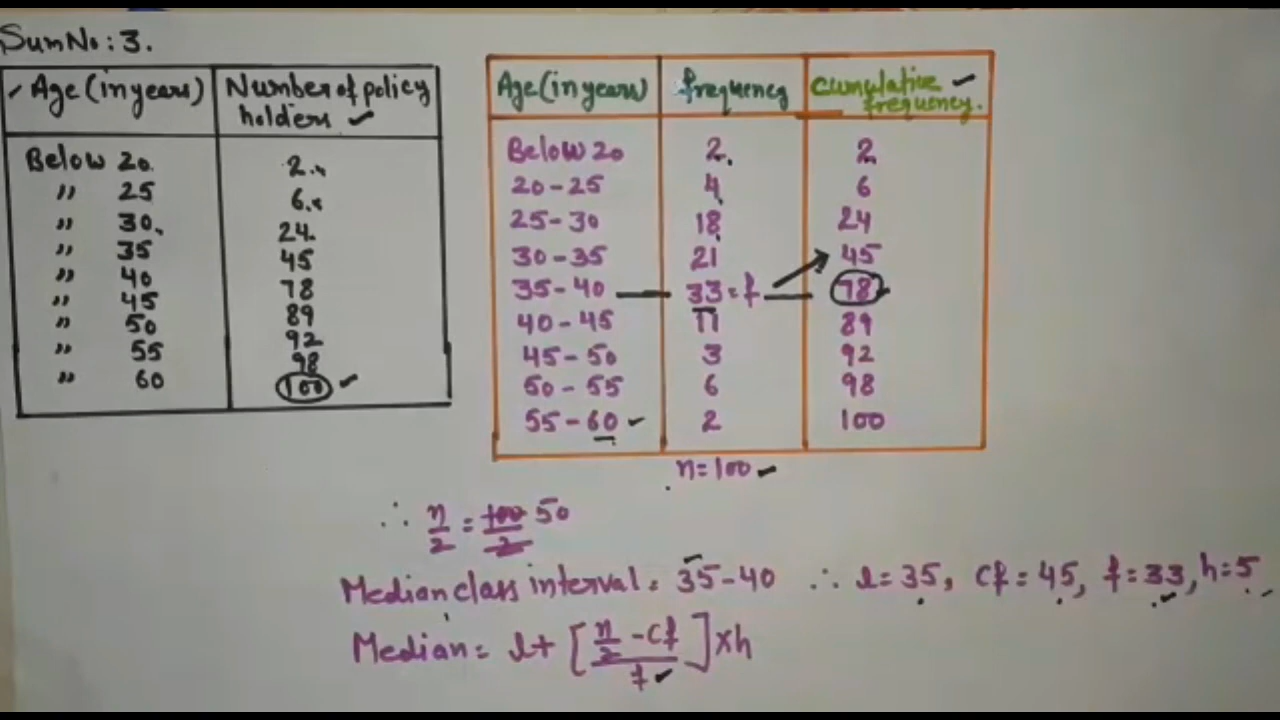 Sum No: 3.
Age (in years) Number of policy holders
Below 20 2
" 25 6
" 30 24
" 35 45
" 40 78
" 45 89
" 50 92
" 55 98
" 60 100
Age (in years) frequency cumulative frequency.
Below 20 2 2
20-25 4 6
25-30 18 24
30-35 21 45
35-40 33=f 78
40-45 11 89
45-50 3 92
50-55 6 98
55-60 2 100
n=100
∴ n/2 = 100/2 50
Median class interval = 35-40 ∴ l=35, cf=45, f=33, h=5
Median = l+ [n/2 - cf / f] × h